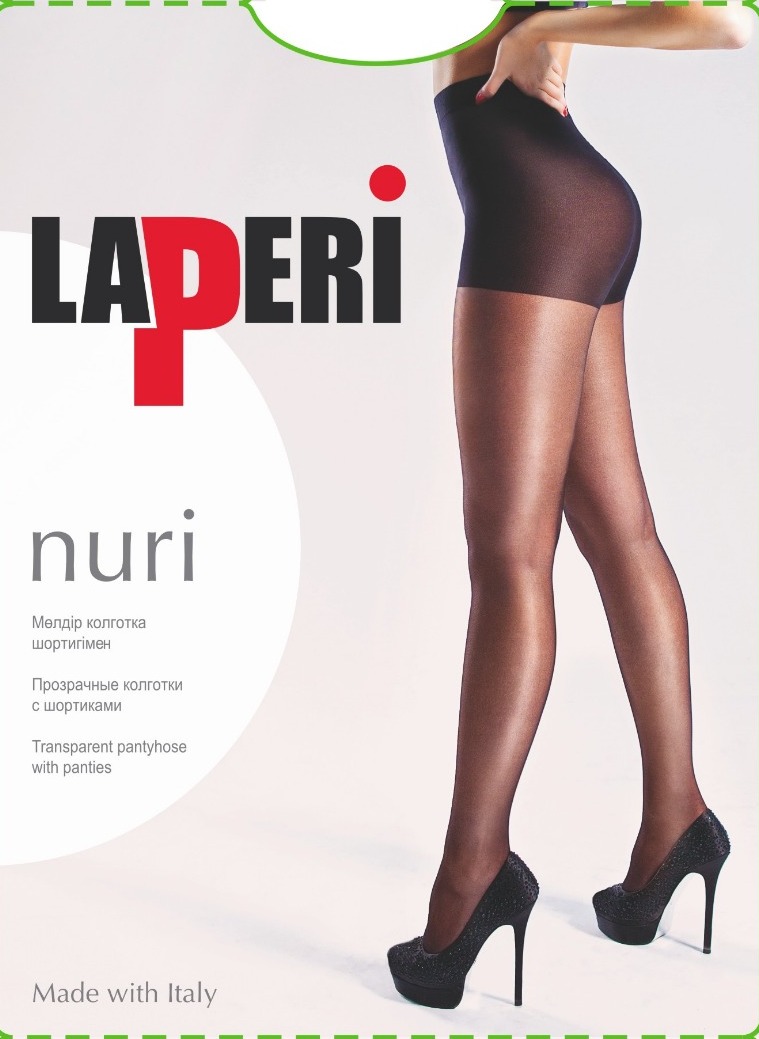 LAPERi
nuri
Мөлдір колготка
шортигімен
Прозрачные колготки
с шортиками
Transparent pantyhose
with panties
Made with Italy